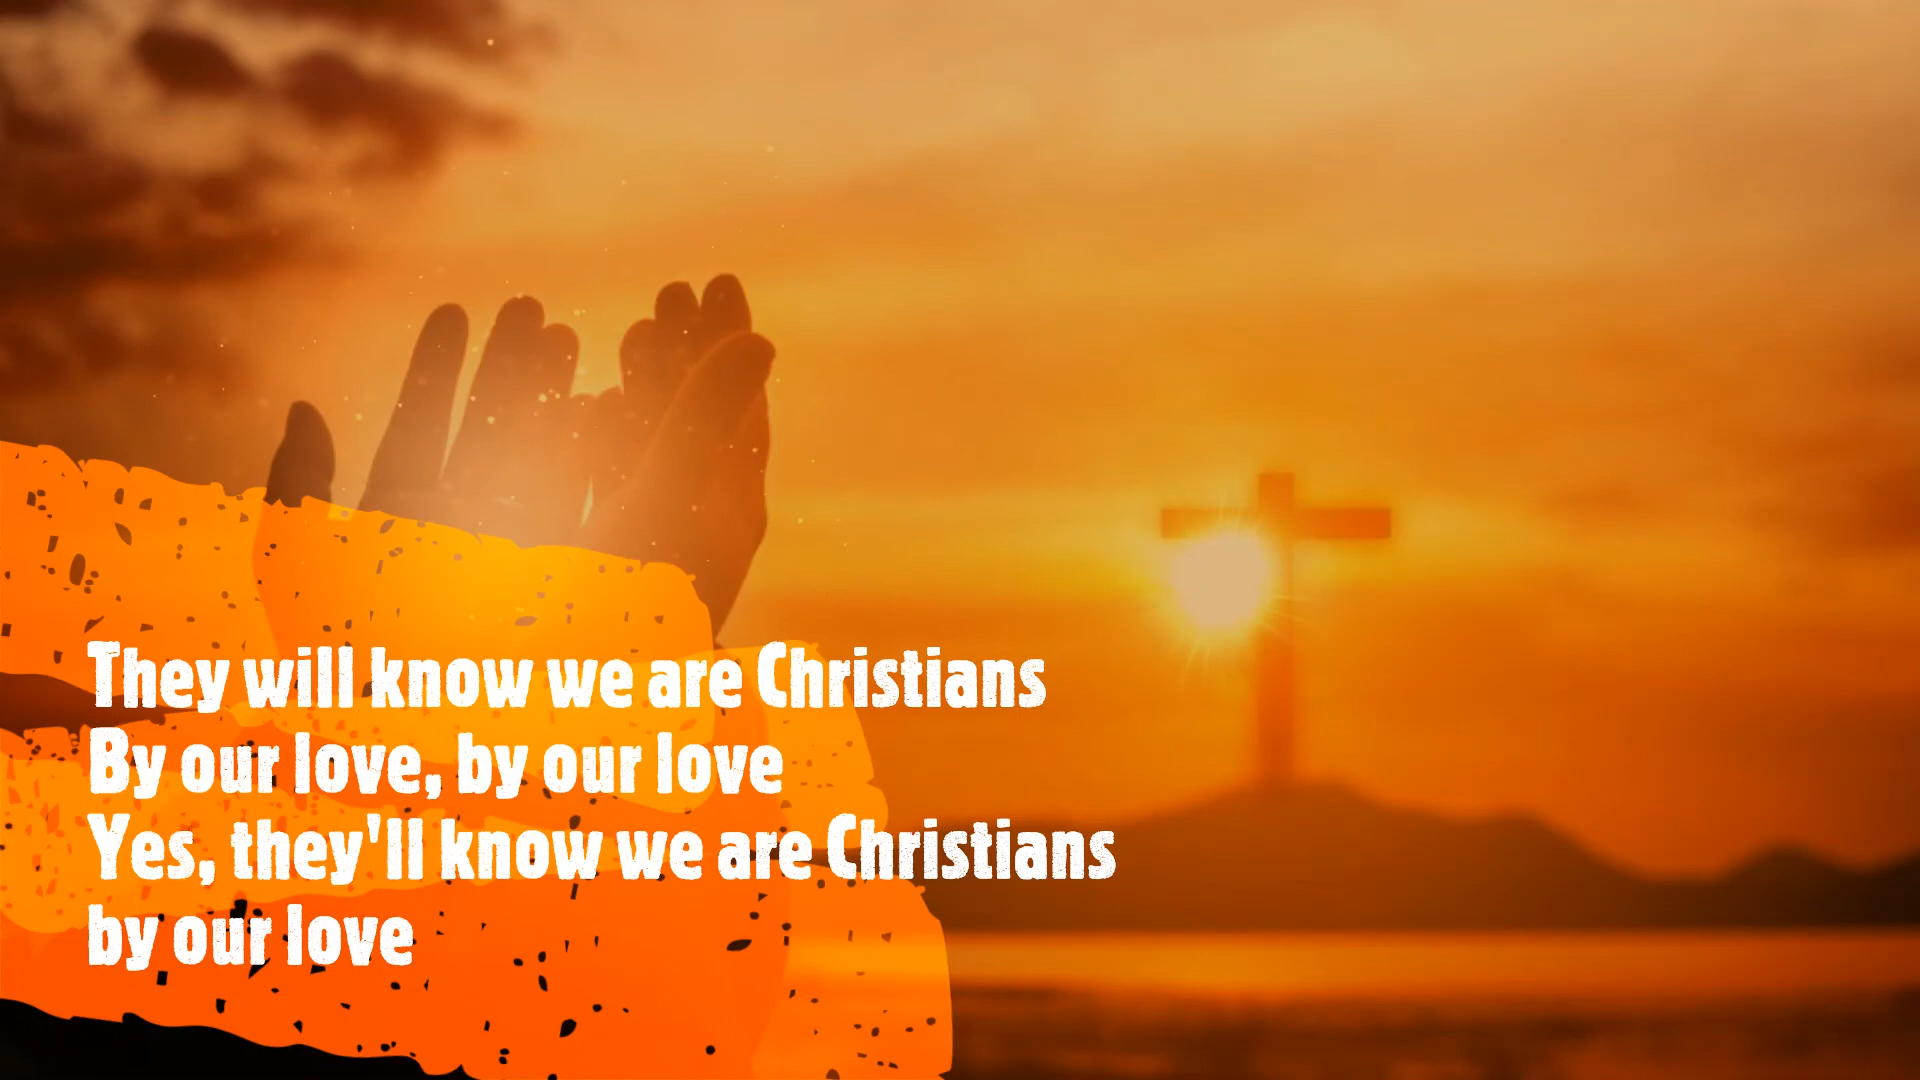 They will know we are Christians
By our love, by our love
Yes, they'll know we are Christians
by our love